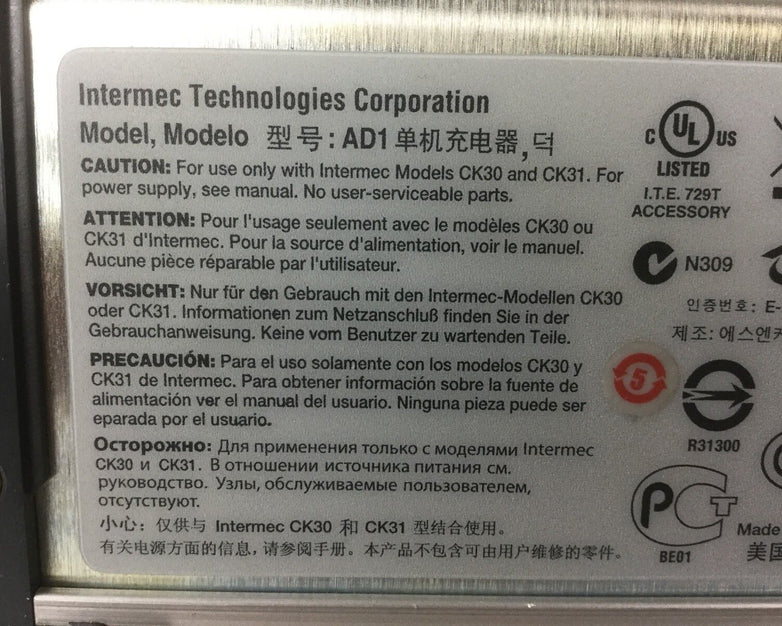 Intermec Technologies Corporation
Model, Modelo 型号: AD1 单机充电器, 덕
CAUTION: For use only with Intermec Models CK30 and CK31. For
power supply, see manual. No user-serviceable parts.
ATTENTION: Pour l'usage seulement avec le modèles CK30 ou
CK31 d'Intermec. Pour la source d'alimentation, voir le manuel.
Aucune pièce réparable par l'utilisateur.
VORSICHT: Nur für den Gebrauch mit den Intermec-Modellen CK30
oder CK31. Informationen zum Netzanschluß finden Sie in der
Gebrauchanweisung. Keine vom Benutzer zu wartenden Teile.
PRECAUCIÓN: Para el uso solamente con los modelos CK30 y
CK31 de Intermec. Para obtener información sobre la fuente de
alimentación ver el manual del usuario. Ninguna pieza puede ser
eparada por el usuario.
Осторожно: Для применения только с моделями Intermec
CK30 и CK31. В отношении источника питания см.
руководство. Узлы, обслуживаемые пользователем,
отсутствуют.
小心: 仅供与 Intermec CK30 和 CK31 型结合使用。
有关电源方面的信息, 请参阅手册。本产品不包含可由用户维修的零件。
C UL US
LISTED
I.T.E. 729T
ACCESSORY
N309
인증번호: E-
제조: 에스엔케
5
R31300
PCT
BE01
Made
美国